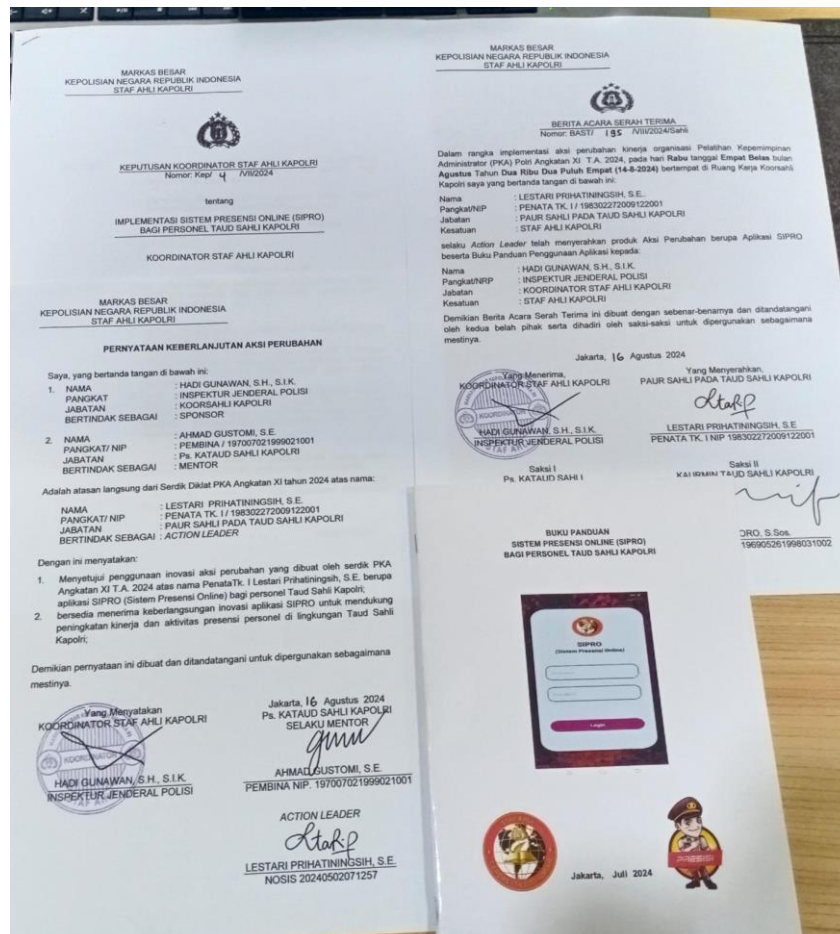 MARKAS BESAR
KEPOLISIAN NEGARA REPUBLIK INDONESIA
STAF AHLI KAPOLRI
KEPUTUSAN KOORDINATOR STAF AHLI KAPOLRI
Nomor: Kep/ 4 /VII/2024
tentang
IMPLEMENTASI SISTEM PRESENSI ONLINE (SIPRO)
BAGI PERSONEL TAUD SAHLI KAPOLRI
KOORDINATOR STAF AHLI KAPOLRI
MARKAS BESAR
KEPOLISIAN NEGARA REPUBLIK INDONESIA
STAF AHLI KAPOLRI
PERNYATAAN KEBERLANJUTAN AKSI PERUBAHAN
Saya, yang bertanda tangan di bawah ini:
1. NAMA : HADI GUNAWAN, S.H., S.I.K.
PANGKAT : INSPEKTUR JENDERAL POLISI
JABATAN : KOORSAHLI KAPOLRI
BERTINDAK SEBAGAI : SPONSOR
2. NAMA : AHMAD GUSTOMI, S.E.
PANGKAT/ NIP : PEMBINA / 197007021999021001
JABATAN : Ps. KATAUD SAHLI KAPOLRI
BERTINDAK SEBAGAI : MENTOR
Adalah atasan langsung dari Serdik Diklat PKA Angkatan XI tahun 2024 atas nama:
NAMA : LESTARI PRIHATININGSIH, S.E.
PANGKAT/ NIP : PENATA TK. I / 198302272009122001
JABATAN : PAUR SAHLI PADA TAUD SAHLI KAPOLRI
BERTINDAK SEBAGAI : ACTION LEADER
Dengan ini menyatakan:
1. Menyetujui penggunaan inovasi aksi perubahan yang dibuat oleh serdik PKA
Angkatan XI T.A. 2024 atas nama PenataTk. I Lestari Prihatiningsih, S.E. berupa
aplikasi SIPRO (Sistem Presensi Online) bagi personel Taud Sahli Kapolri;
2. bersedia menerima keberlangsungan inovasi aplikasi SIPRO untuk mendukung
peningkatan kinerja dan aktivitas presensi personel di lingkungan Taud Sahli
Kapolri;
Demikian pernyataan ini dibuat dan ditandatangani untuk dipergunakan sebagaimana
mestinya.
Yang Menyatakan
KOORDINATOR STAF AHLI KAPOLRI
HADI GUNAWAN, S.H., S.I.K.
INSPEKTUR JENDERAL POLISI
Jakarta, 16 Agustus 2024
Ps. KATAUD SAHLI KAPOLRI
SELAKU MENTOR
AHMAD GUSTOMI, S.E.
PEMBINA NIP. 197007021999021001
ACTION LEADER
LESTARI PRIHATININGSIH, S.E.
NOSIS 20240502071257
MARKAS BESAR
KEPOLISIAN NEGARA REPUBLIK INDONESIA
STAF AHLI KAPOLRI
BERITA ACARA SERAH TERIMA
Nomor: BAST/ 195 /VIII/2024/Sahli
Dalam rangka implementasi aksi perubahan kinerja organisasi Pelatihan Kepemimpinan
Administrator (PKA) Polri Angkatan XI T.A. 2024, pada hari Rabu tanggal Empat Belas bulan
Agustus Tahun Dua Ribu Dua Puluh Empat (14-8-2024) bertempat di Ruang Kerja Koorsahli
Kapolri saya yang bertanda tangan di bawah ini:
Nama : LESTARI PRIHATININGSIH, S.E.
Pangkat/NIP : PENATA TK. I / 198302272009122001
Jabatan : PAUR SAHLI PADA TAUD SAHLI KAPOLRI
Kesatuan : STAF AHLI KAPOLRI
selaku Action Leader telah menyerahkan produk Aksi Perubahan berupa Aplikasi SIPRO
beserta Buku Panduan Penggunaan Aplikasi kepada:
Nama : HADI GUNAWAN, S.H., S.I.K.
Pangkat/NRP : INSPEKTUR JENDERAL POLISI
Jabatan : KOORDINATOR STAF AHLI KAPOLRI
Kesatuan : STAF AHLI KAPOLRI
Demikian Berita Acara Serah Terima ini dibuat dengan sebenar-benarnya dan ditandatangani
oleh kedua belah pihak serta dihadiri oleh saksi-saksi untuk dipergunakan sebagaimana
mestinya.
Jakarta, 16 Agustus 2024
Yang Menerima,
KOORDINATOR STAF AHLI KAPOLRI
HADI GUNAWAN, S.H., S.I.K.
INSPEKTUR JENDERAL POLISI
Yang Menyerahkan,
PAUR SAHLI PADA TAUD SAHLI KAPOLRI
LESTARI PRIHATININGSIH, S.E
PENATA TK. I NIP 198302272009122001
Saksi I
Ps. KATAUD SAHLI
Saksi II
KAURMIN TAUD SAHLI KAPOLRI
DRO, S.Sos.
196905261998031002
BUKU PANDUAN
SISTEM PRESENSI ONLINE (SIPRO)
BAGI PERSONEL TAUD SAHLI KAPOLRI
SIPRO
(Sistem Presensi Online)
Login
PRESISI
Jakarta, Juli 2024